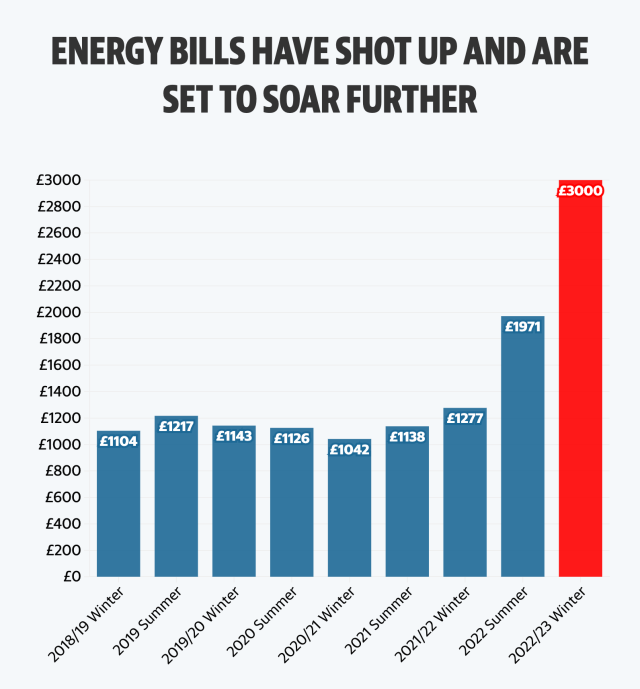 ENERGY BILLS HAVE SHOT UP AND ARE
SET TO SOAR FURTHER
£3000
£2800
£2600
£2400
£2200
£2000
£1800
£1600
£1400
£1200
£1000
£800
£600
£400
£200
£0
£1104
£1217
£1143
£1126
£1042
£1138
£1277
£1971
£3000
2018/19 Winter
2019 Summer
2019/20 Winter
2020 Summer
2020/21 Winter
2021 Summer
2021/22 Winter
2022 Summer
2022/23 Winter